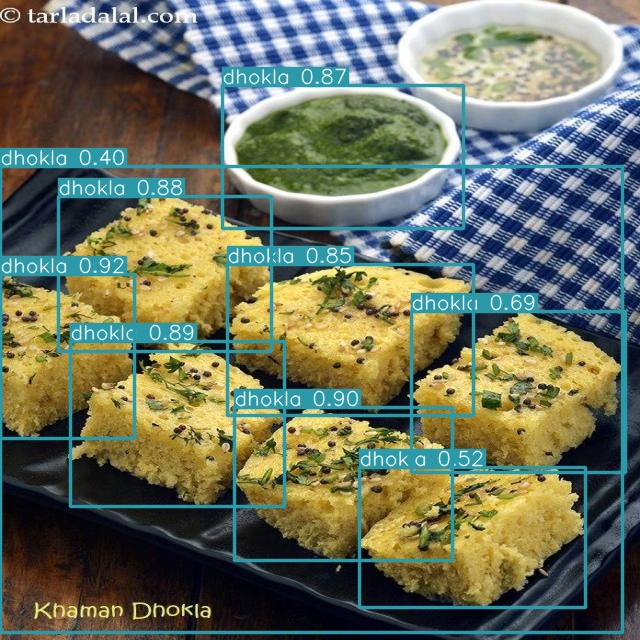 © tarladalal.com
dhokla 0.87
dhokla 0.40
dhokla 0.88
dhokla 0.85
dhokla 0.92
dhokla 0.69
dhokla 0.89
dhokla 0.90
dhokla 0.52
Khaman Dhokla